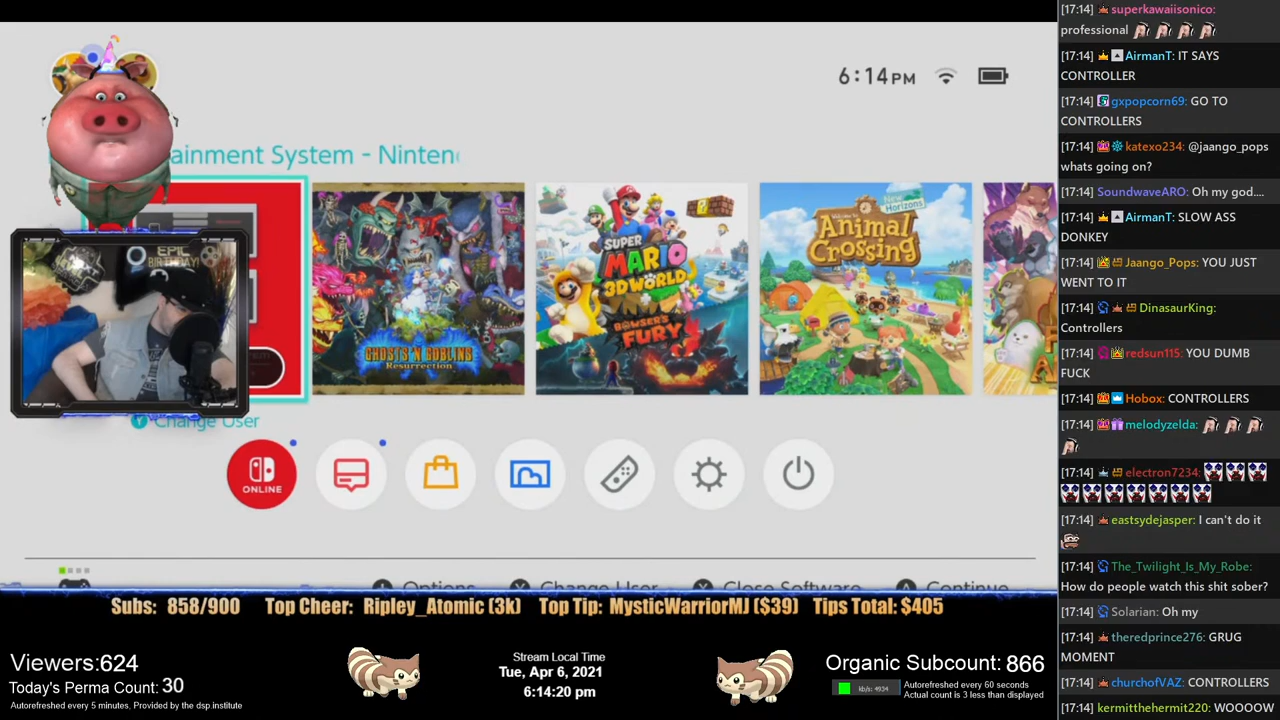 6:14 PM
ainment System - Ninten
GHOSTS 'N GOBLINS
Resurrection
SUPER
MARIO
3D WORLD
BOWSER'S
FURY
New
Horizons
Welcome to
Animal
Crossing
EPIC
BIRTHDAY!
Y Change User
ONLINE
Options
Change User
Close Software
Continue
Subs: 858/900 Top Cheer: Ripley_Atomic (3k) Top Tip: MysticWarriorMJ ($39) Tips Total: $405
Viewers:624
Today's Perma Count: 30
Autorefreshed every 5 minutes. Provided by the dsp.institute
Stream Local Time
Tue, Apr 6, 2021
6:14:20 pm
Organic Subcount: 866
kb/s: 4934
Autorefreshed every 60 seconds
Actual count is 3 less than displayed
[17:14] superkawaiisonico:
professional
[17:14] AirmanT: IT SAYS
CONTROLLER
[17:14] gxpopcorn69: GO TO
CONTROLLERS
[17:14] katexo234: @jaango_pops
whats going on?
[17:14] SoundwaveARO: Oh my god....
[17:14] AirmanT: SLOW ASS
DONKEY
[17:14] Jaango_Pops: YOU JUST
WENT TO IT
[17:14] DinasaurKing:
Controllers
[17:14] redsun115: YOU DUMB
FUCK
[17:14] Hobox: CONTROLLERS
[17:14] melodyzelda:
[17:14] electron7234:
[17:14] eastsydejasper: I can't do it
[17:14] The_Twilight_Is_My_Robe:
How do people watch this shit sober?
[17:14] Solarian: Oh my
[17:14] theredprince276: GRUG
MOMENT
[17:14] churchofVAZ: CONTROLLERS
[17:14] kermitthehermit220: WOOOOW